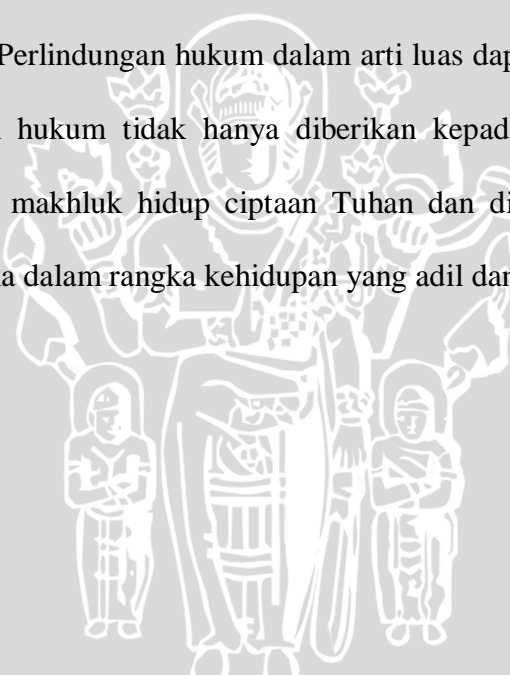 Perlindungan hukum dalam arti luas dap
hukum tidak hanya diberikan kepad
makhluk hidup ciptaan Tuhan dan di
a dalam rangka kehidupan yang adil dan